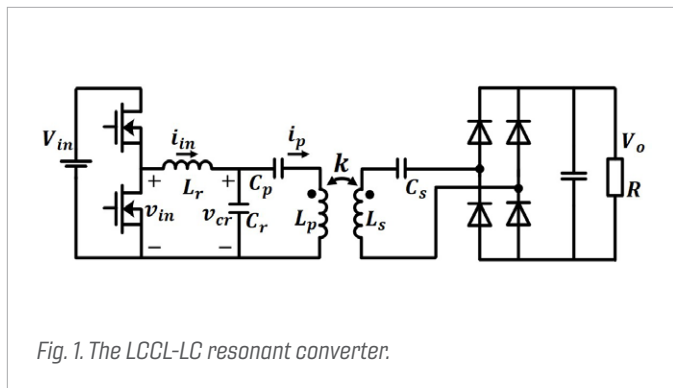 V_in
i_in
L_r
v_in
v_cr
C_r
C_p
i_p
k
L_p
L_s
C_s
V_o
R
+
+
−
−
Fig. 1. The LCCL-LC resonant converter.